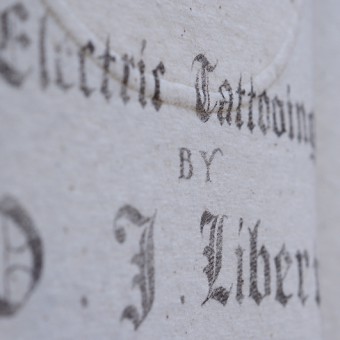 Electric Tattooing
BY
O. J. Liber